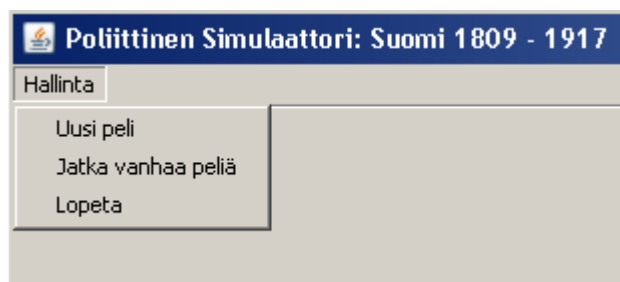 Poliittinen Simulaattori: Suomi 1809 - 1917
Hallinta
Uusi peli
Jatka vanhaa peliä
Lopeta